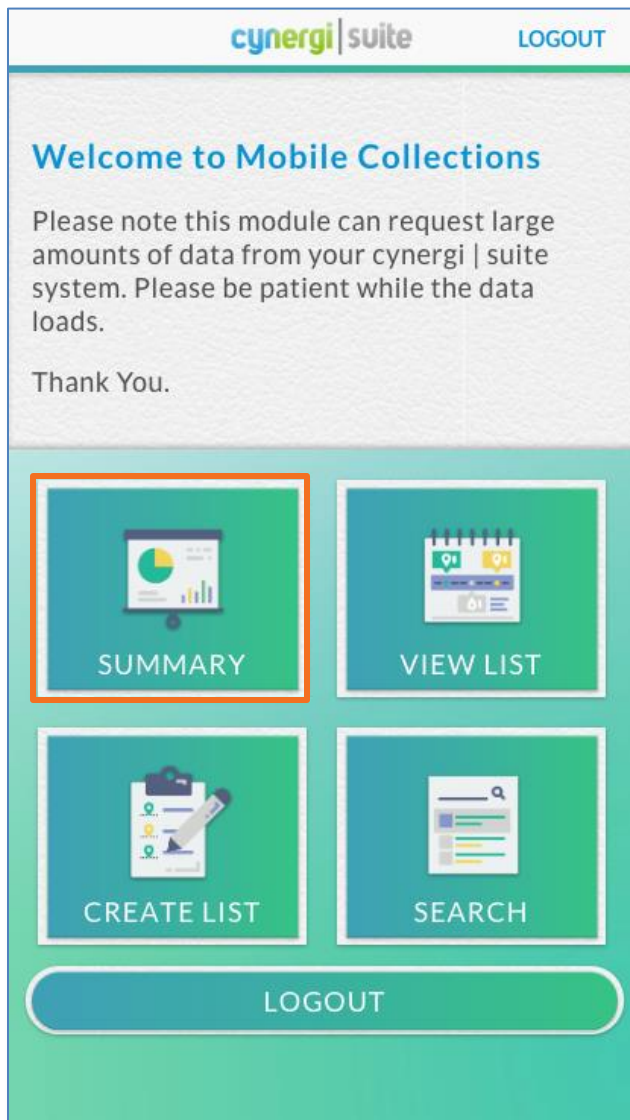 cynergi|suite LOGOUT
Welcome to Mobile Collections
Please note this module can request large
amounts of data from your cynergi | suite
system. Please be patient while the data
loads.
Thank You.
SUMMARY VIEW LIST
CREATE LIST SEARCH
LOGOUT